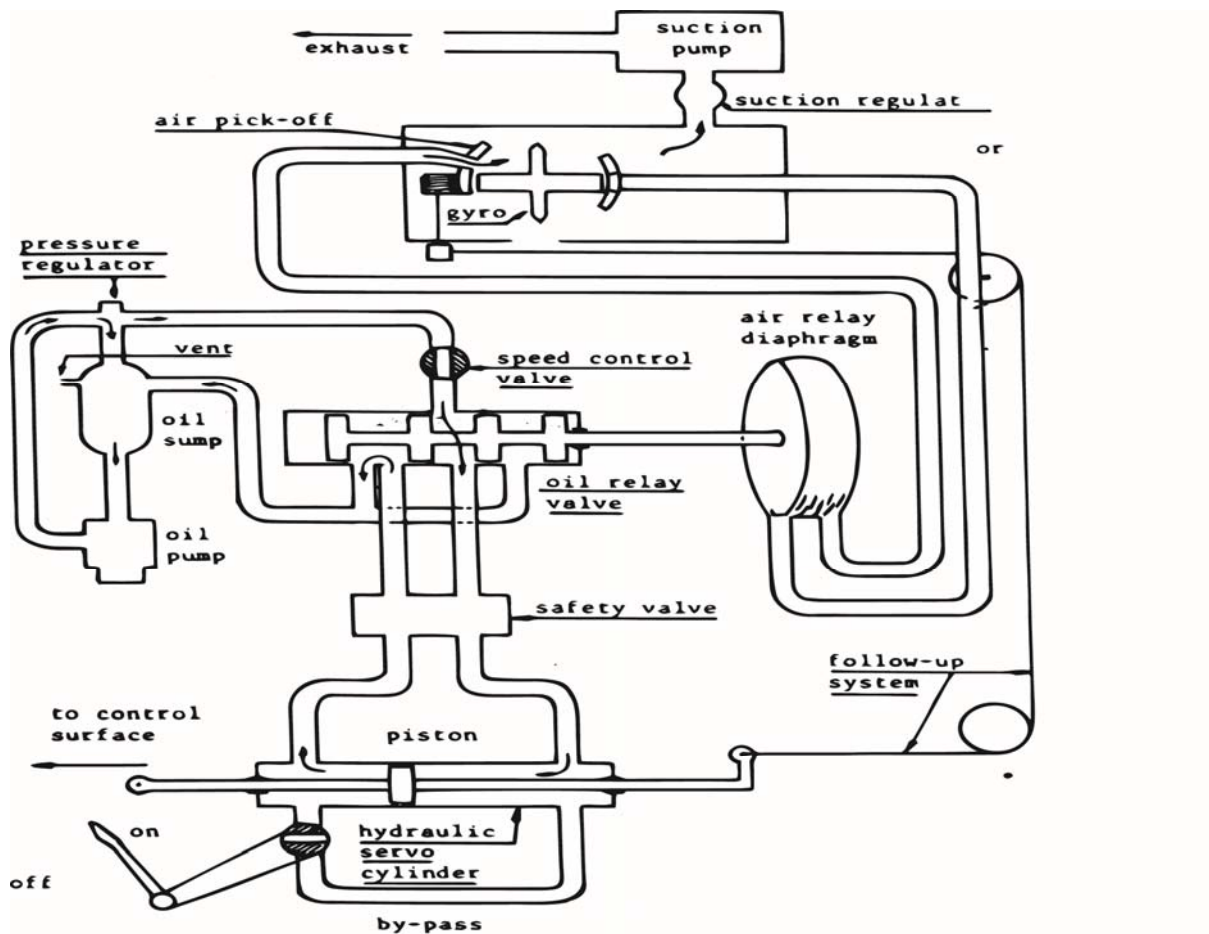 suction
pump
exhaust
suction regulat
or
air pick-off
gyro
pressure
regulator
air relay
diaphragm
vent
speed control
valve
oil
sump
oil relay
valve
oil
pump
safety valve
follow-up
system
to control
surface
piston
on
hydraulic
servo
cylinder
off
by-pass